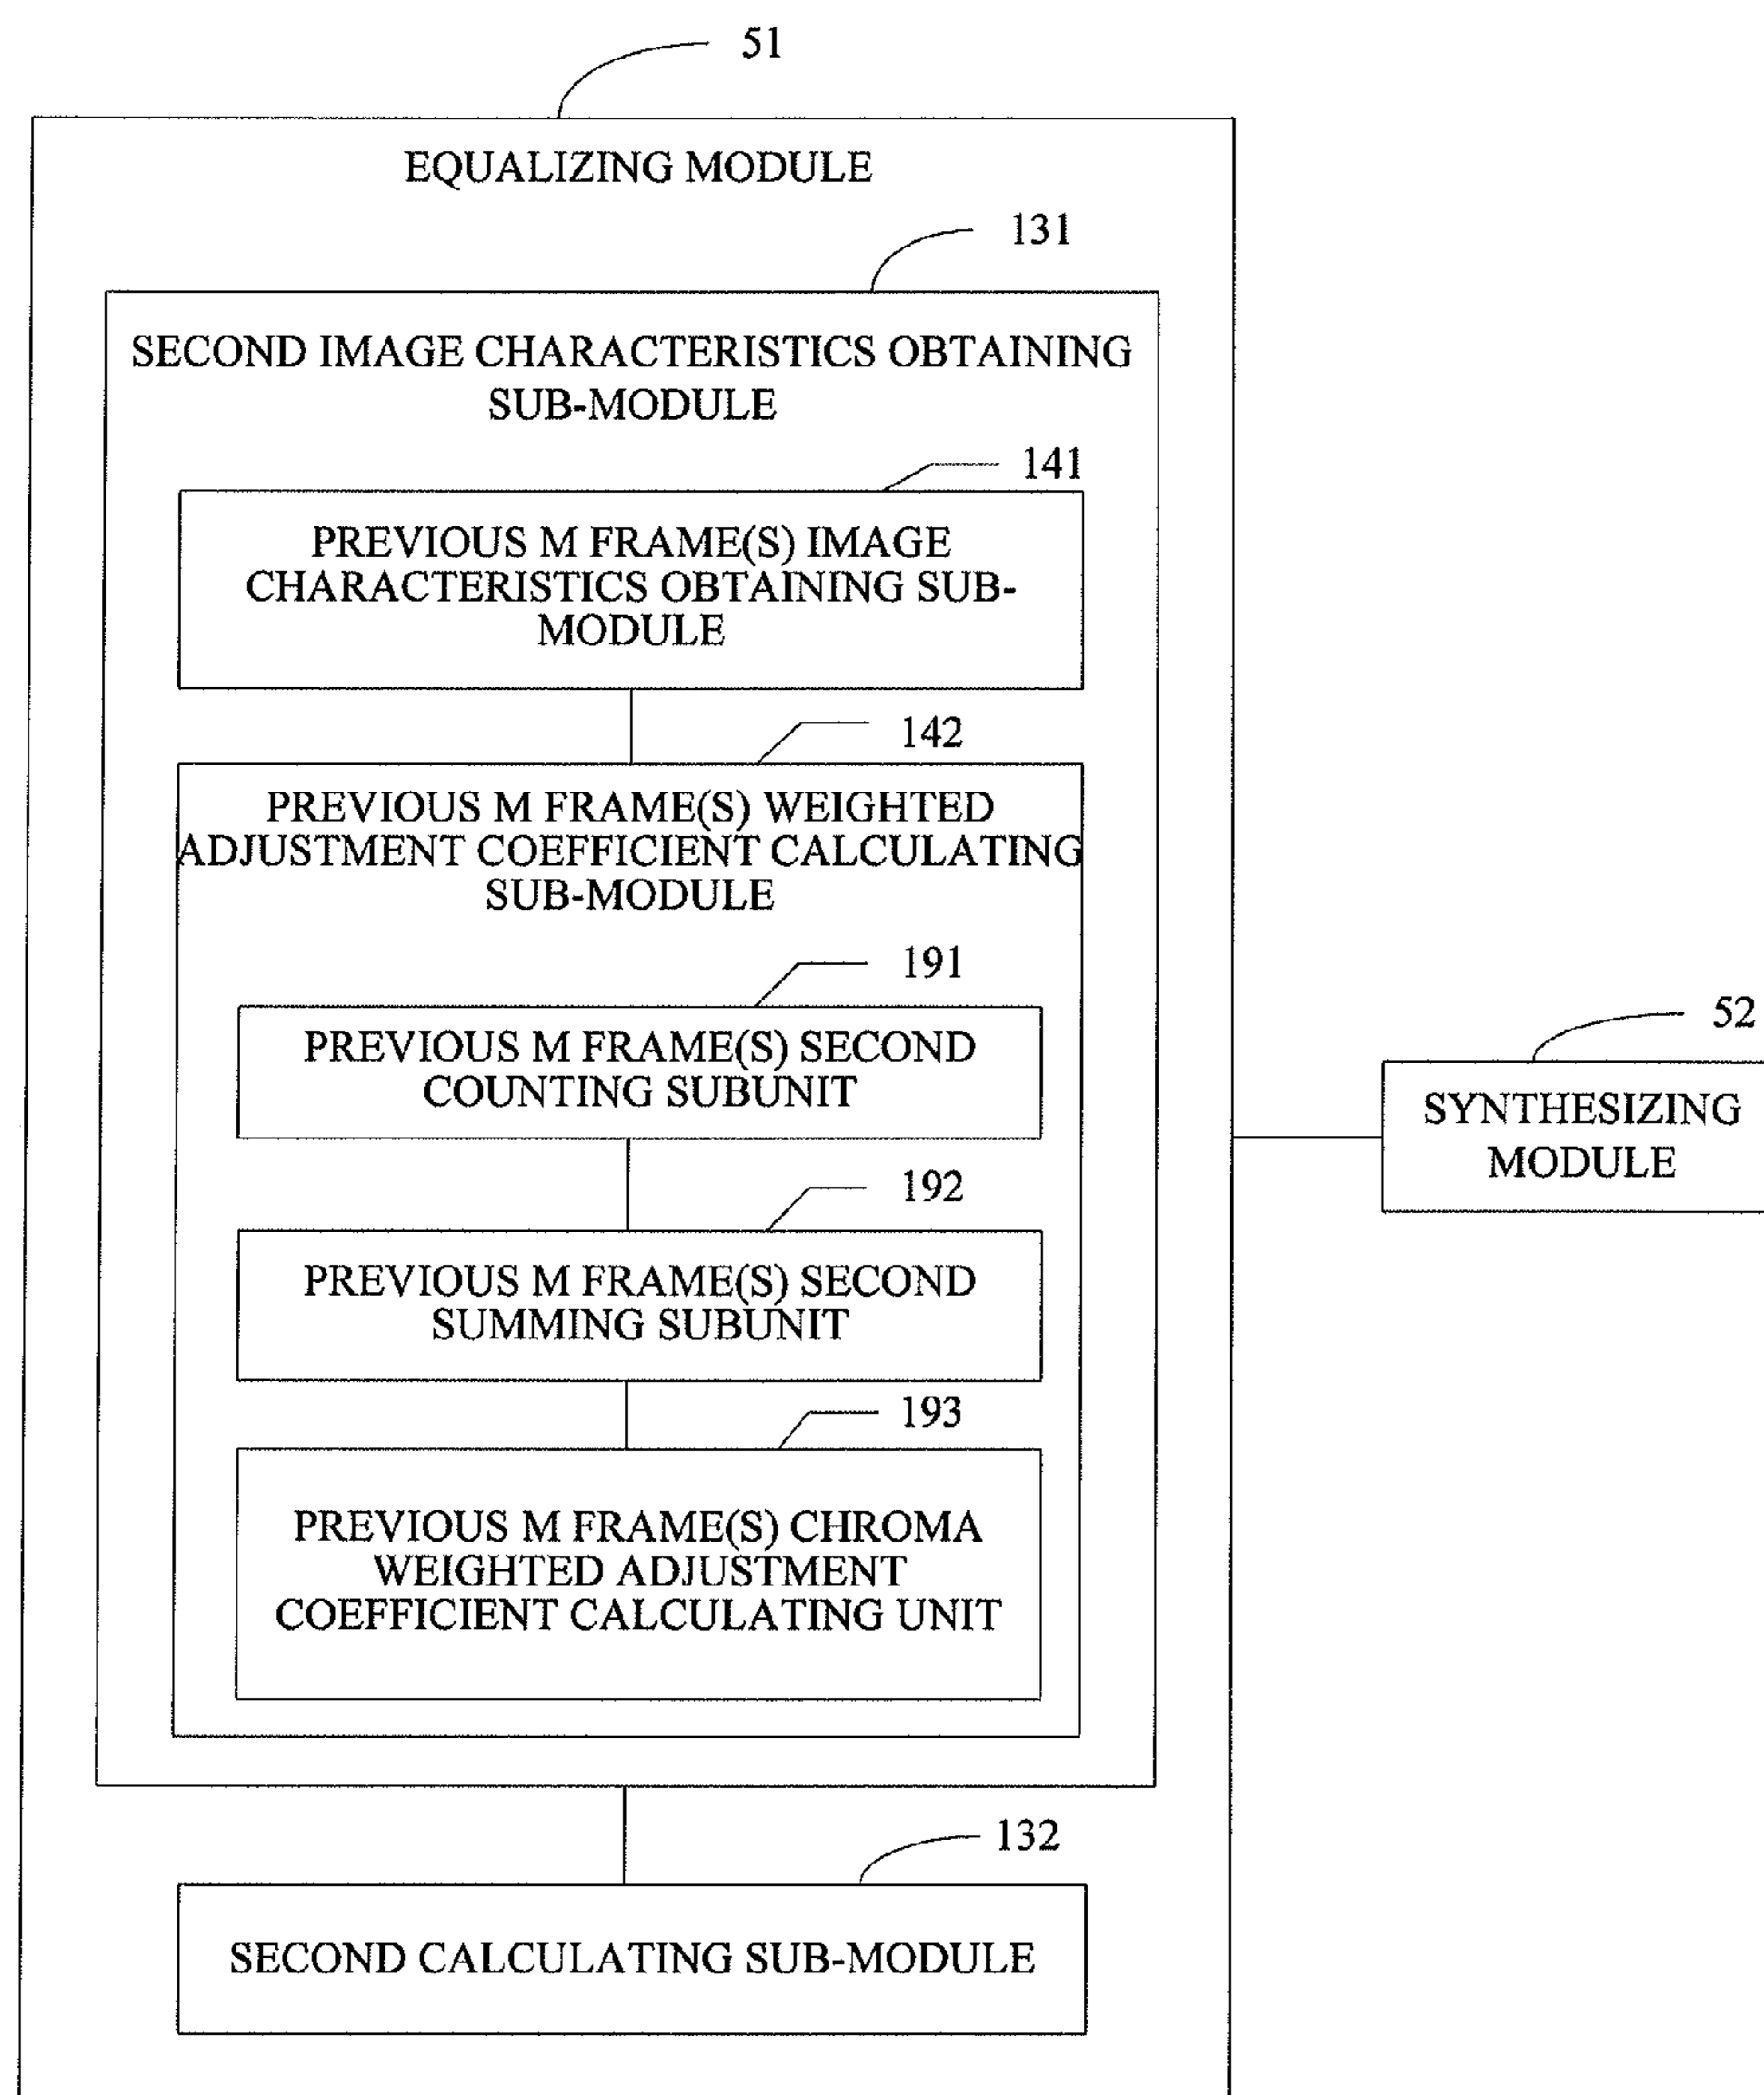 51
EQUALIZING MODULE
131
SECOND IMAGE CHARACTERISTICS OBTAINING
SUB-MODULE
141
PREVIOUS M FRAME(S) IMAGE
CHARACTERISTICS OBTAINING SUB-
MODULE
142
PREVIOUS M FRAME(S) WEIGHTED
ADJUSTMENT COEFFICIENT CALCULATING
SUB-MODULE
191
PREVIOUS M FRAME(S) SECOND
COUNTING SUBUNIT
192
PREVIOUS M FRAME(S) SECOND
SUMMING SUBUNIT
193
PREVIOUS M FRAME(S) CHROMA
WEIGHTED ADJUSTMENT
COEFFICIENT CALCULATING UNIT
132
SECOND CALCULATING SUB-MODULE
52
SYNTHESIZING
MODULE